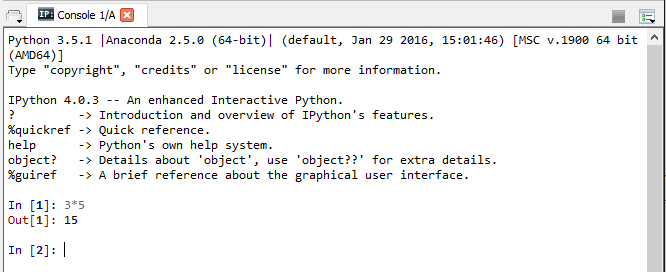 IP: Console 1/A
Python 3.5.1 |Anaconda 2.5.0 (64-bit)| (default, Jan 29 2016, 15:01:46) [MSC v.1900 64 bit
(AMD64)]
Type "copyright", "credits" or "license" for more information.
IPython 4.0.3 -- An enhanced Interactive Python.
?         -> Introduction and overview of IPython's features.
%quickref -> Quick reference.
help      -> Python's own help system.
object?   -> Details about 'object', use 'object??' for extra details.
%guiref   -> A brief reference about the graphical user interface.
In [1]: 3*5
Out[1]: 15
In [2]: